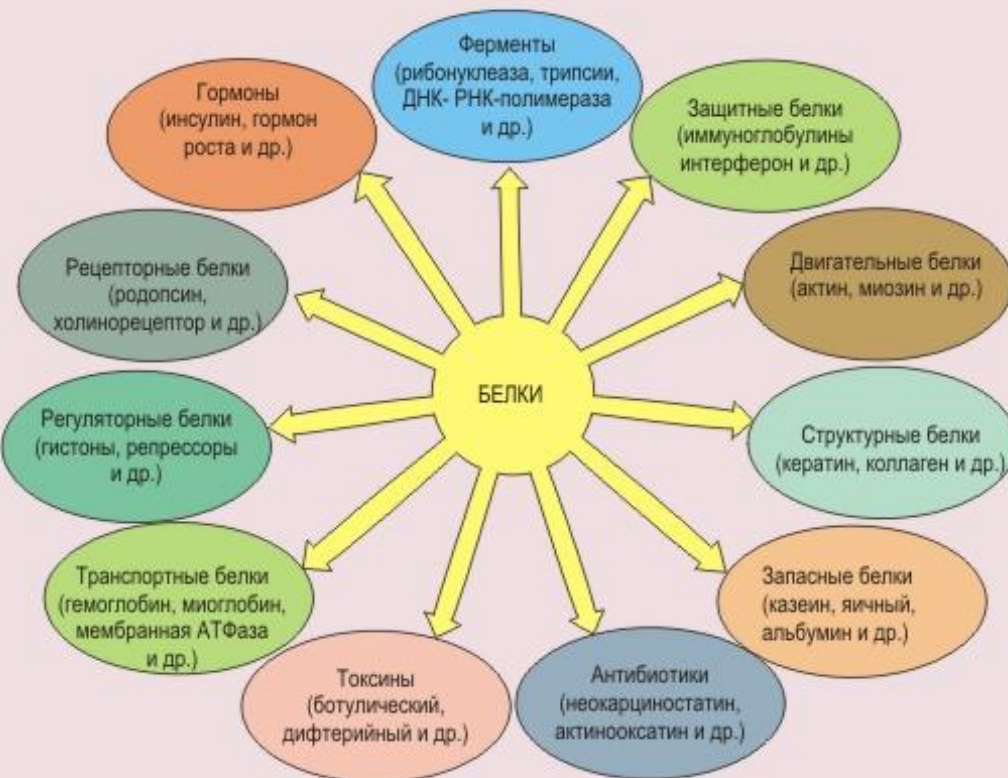 Ферменты
(рибонуклеаза, трипсии,
ДНК- РНК-полимераза
и др.)
Гормоны
(инсулин, гормон
роста и др.)
Защитные белки
(иммуноглобулины
интерферон и др.)
Рецепторные белки
(родопсин,
холинорецептор и др.)
Двигательные белки
(актин, миозин и др.)
БЕЛКИ
Регуляторные белки
(гистоны, репрессоры
и др.)
Структурные белки
(кератин, коллаген и др.)
Транспортные белки
(гемоглобин, миоглобин,
мембранная АТФаза
и др.)
Запасные белки
(казеин, яичный,
альбумин и др.)
Токсины
(ботулический,
дифтерийный и др.)
Антибиотики
(неокарциностатин,
актинооксатин и др.)